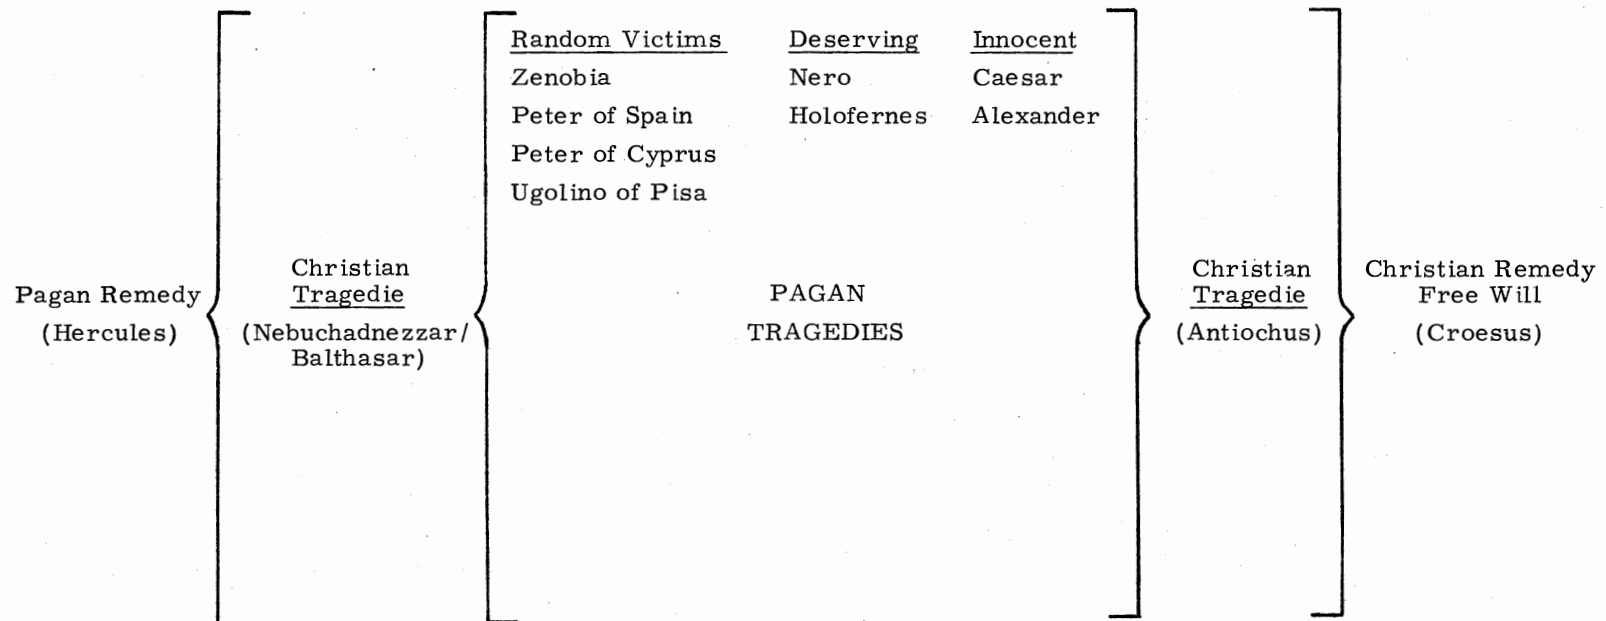 Random Victims Deserving Innocent
Zenobia Nero Caesar
Peter of Spain Holofernes Alexander
Peter of Cyprus
Ugolino of Pisa
Pagan Remedy
(Hercules)
Christian
Tragedie
(Nebuchadnezzar/
Balthasar)
PAGAN
TRAGEDIES
Christian
Tragedie
(Antiochus)
Christian Remedy
Free Will
(Croesus)